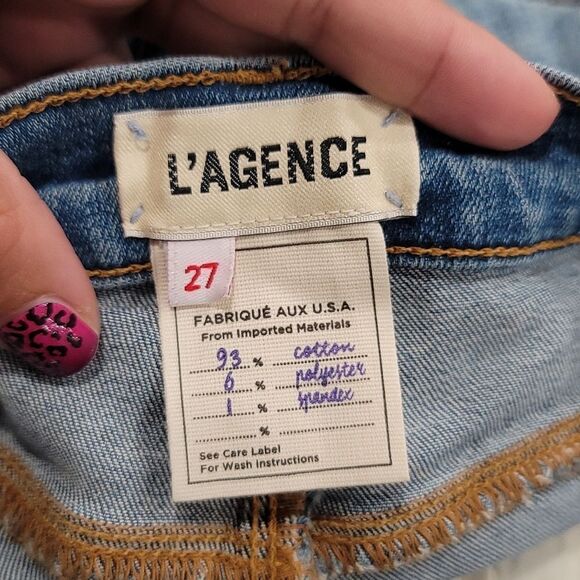 L'AGENCE
27
FABRIQUÉ AUX U.S.A.
From Imported Materials
93 % cotton
6 % polyester
1 % spandex
%
See Care Label
For Wash Instructions